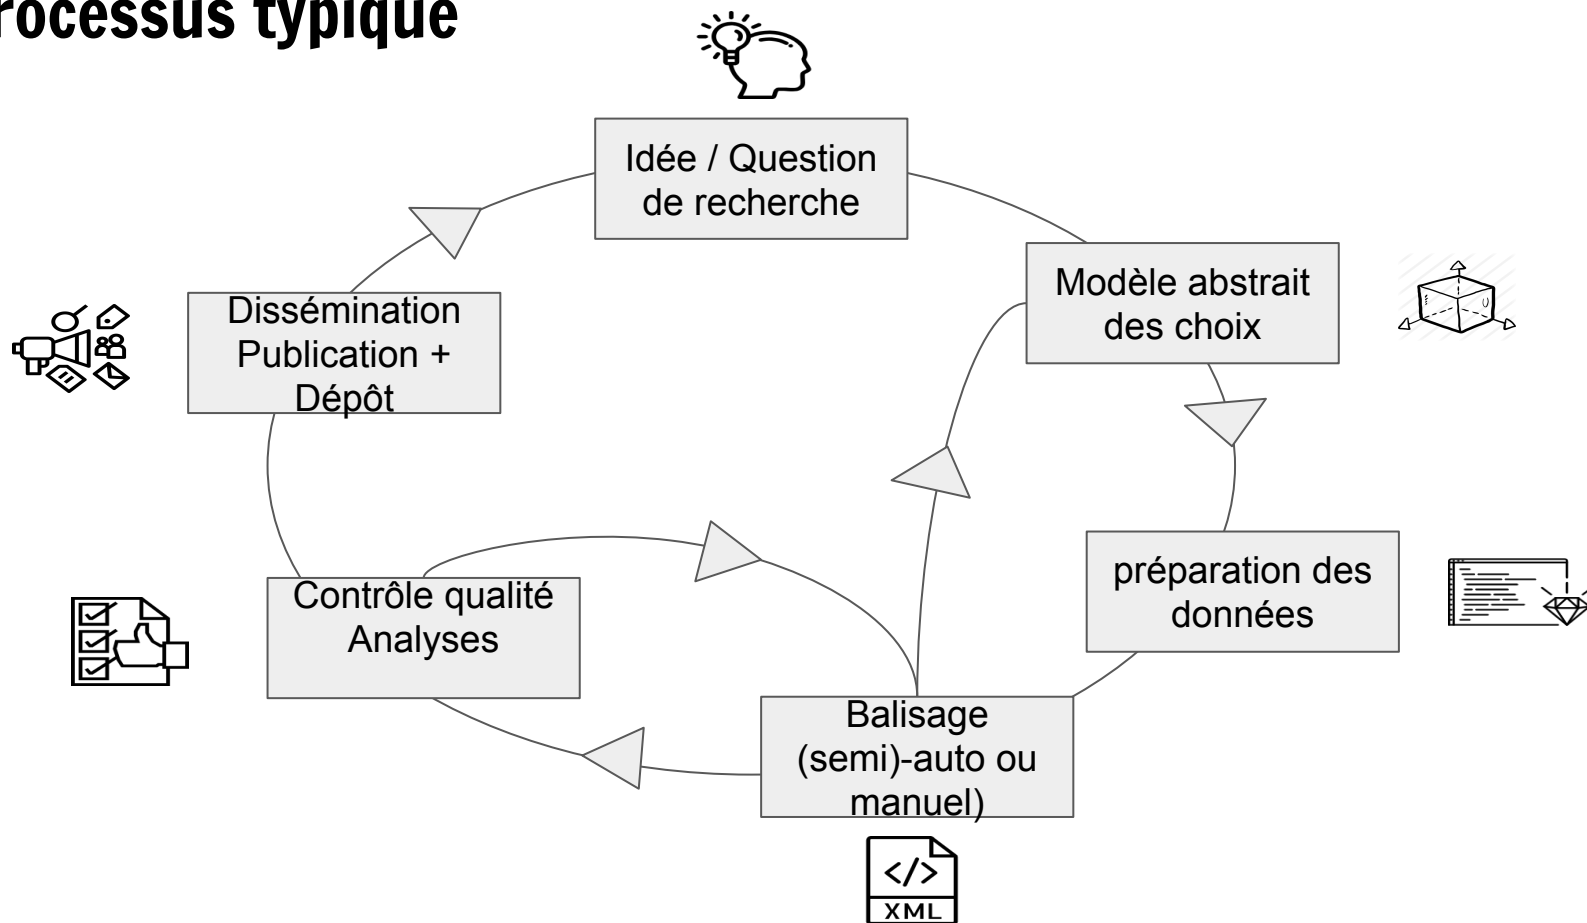 rocessus typique
Idée / Question
de recherche
Modèle abstrait
des choix
Dissémination
Publication +
Dépôt
préparation des
données
Contrôle qualité
Analyses
Balisage
(semi)-auto ou
manuel)
</>
XML